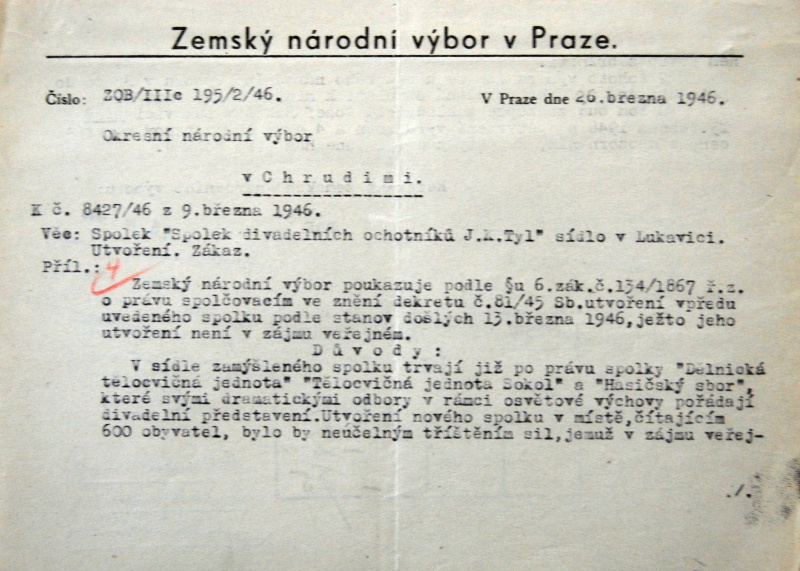 Zemský národní výbor v Praze.
Číslo: ZOB/IIIc 195/2/46. V Praze dne 26. března 1946.
Okresní národní výbor
v Chrudimi.
K č. 8427/46 z 9.března 1946.
Věc: Spolek "Spolek divadelních ochotníků J.K.Tyl" sídlo v Lukavici.
Utvoření. Zákaz.
Příl.: 4
Zemský národní výbor poukazuje podle §u 6.zák.č.134/1867 ř.z.
o právu spolčovacím ve znění dekretu č.81/45 Sb.utvoření vpředu
uvedeného spolku podle stanov došlých 13.března 1946,ježto jeho
utvoření není v zájmu veřejném.
Důvody:
V sídle zamýšleného spolku trvají již po právu spolky "Dělnická
tělocvičná jednota" "Tělocvičná jednota Sokol" a "Hasičský sbor",
které svými dramatickými odbory v rámci osvětové výchovy pořádají
divadelní představení.Utvoření nového spolku v místě,čítajícím
600 obyvatel, bylo by neúčelným tříštěním sil,jemuž v zájmu veřej-
./.